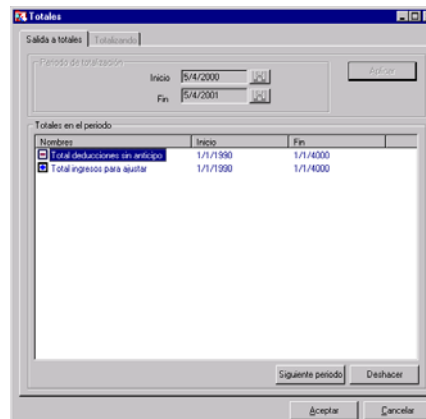 Totales
Salida a totales Totalizando
Periodo de totalización
Inicio 5/4/2000
Aplicar
Fin 5/4/2001
Totales en el periodo
Nombres Inicio Fin
Total deducciones sin anticipo 1/1/1990 1/1/4000
Total ingresos para ajustar 1/1/1990 1/1/4000
Siguiente periodo Deshacer
Aceptar Cancelar